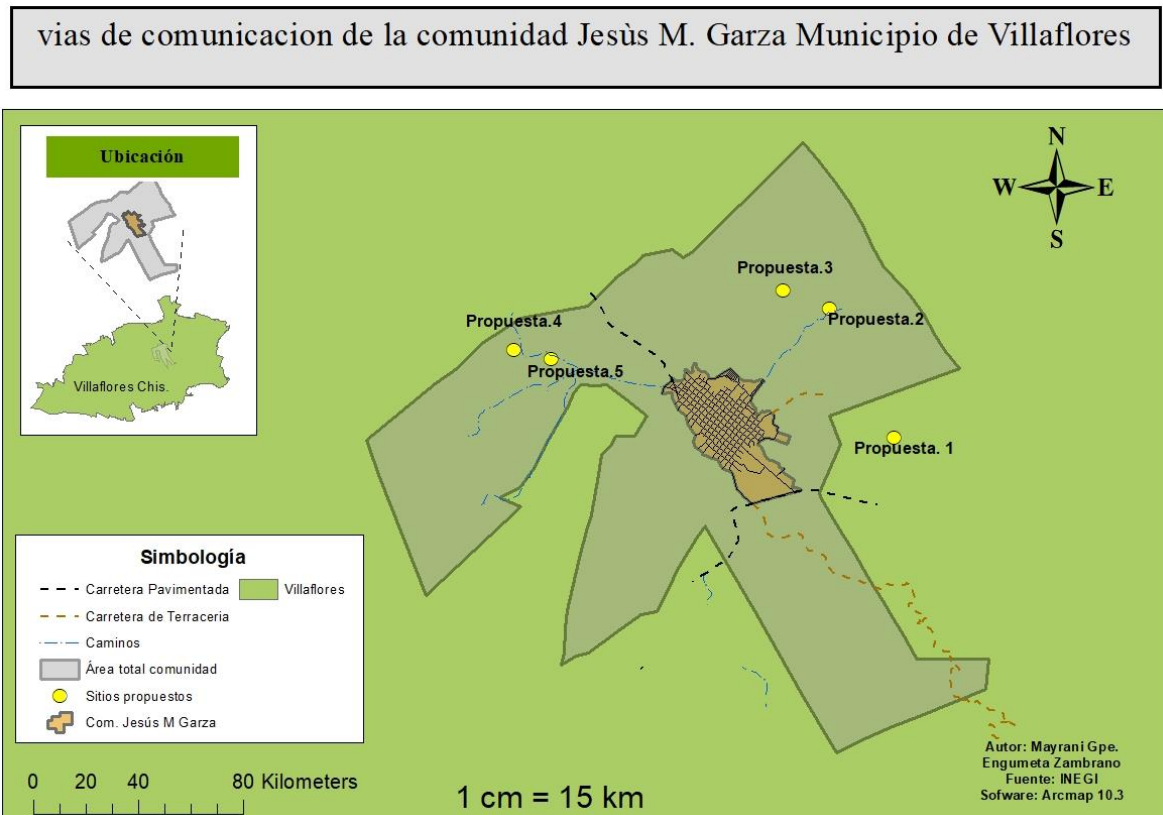 vias de comunicacion de la comunidad Jesùs M. Garza Municipio de Villaflores
Ubicación
Villaflores Chis.
N
W E
S
Propuesta.3
Propuesta.2
Propuesta.4
Propuesta.5
Propuesta. 1
Simbología
Carretera Pavimentada Villaflores
Carretera de Terraceria
Caminos
Área total comunidad
Sitios propuestos
Com. Jesús M Garza
0 20 40 80 Kilometers
1 cm = 15 km
Autor: Mayrani Gpe.
Engumeta Zambrano
Fuente: INEGI
Sofware: Arcmap 10.3